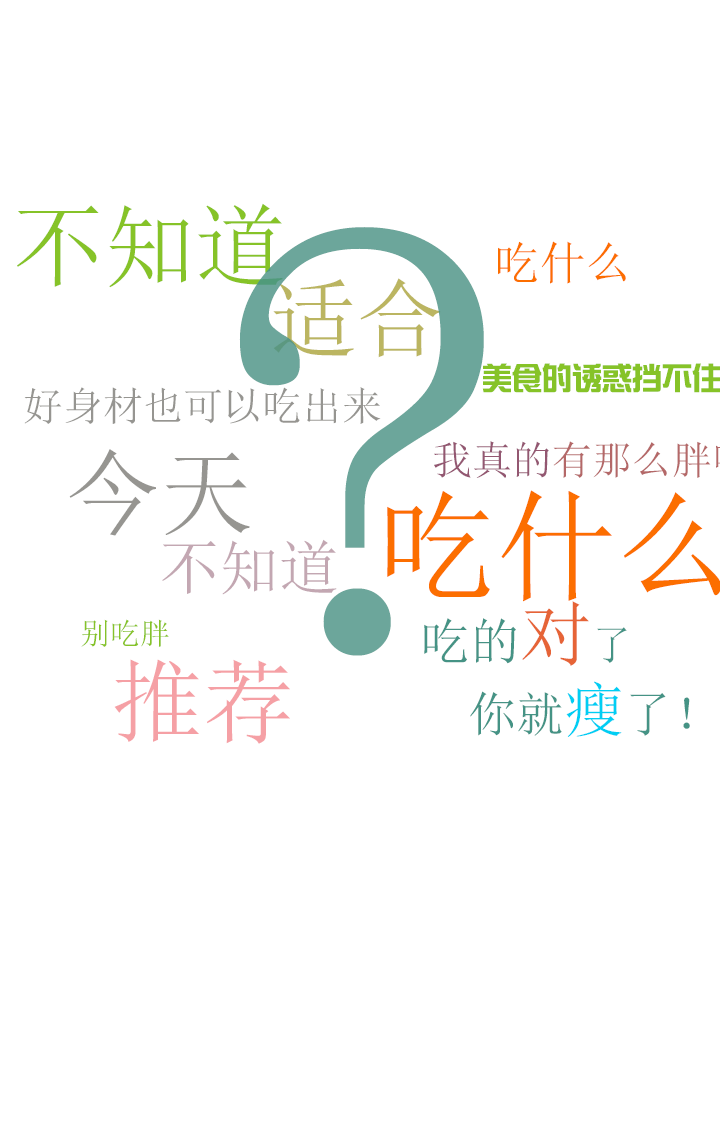 不知道
吃什么
适合
?
美食的诱惑挡不住
好身材也可以吃出来
我真的有那么胖
今天
吃什么
不知道
吃的对了
别吃胖
推荐
你就瘦了！